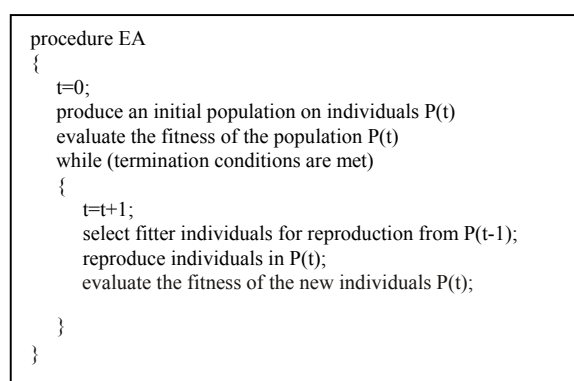 procedure EA
{
t=0;
produce an initial population on individuals P(t)
evaluate the fitness of the population P(t)
while (termination conditions are met)
{
t=t+1;
select fitter individuals for reproduction from P(t-1);
reproduce individuals in P(t);
evaluate the fitness of the new individuals P(t);
}
}